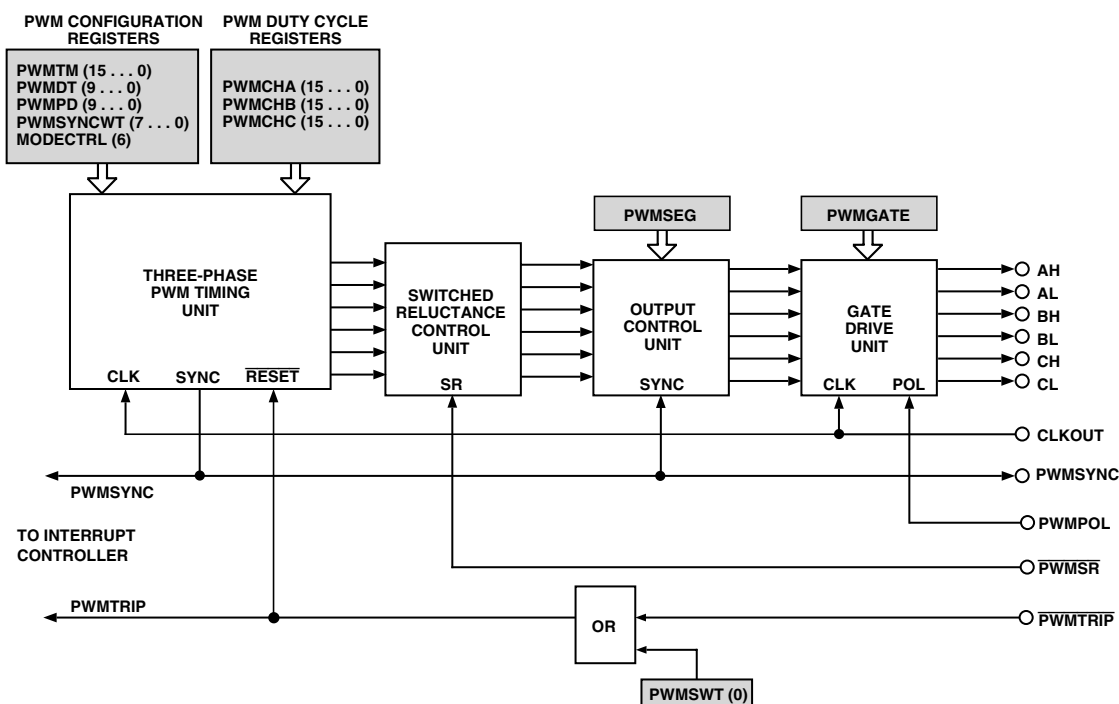 PWM CONFIGURATION
REGISTERS
PWM DUTY CYCLE
REGISTERS
PWMTM (15 . . . 0)
PWMDT (9 . . . 0)
PWMPD (9 . . . 0)
PWMSYNCWT (7 . . . 0)
MODECTRL (6)
PWMCHA (15 . . . 0)
PWMCHB (15 . . . 0)
PWMCHC (15 . . . 0)
PWMSEG
PWMGATE
THREE-PHASE
PWM TIMING
UNIT
CLK SYNC RESET
SWITCHED
RELUCTANCE
CONTROL
UNIT
SR
OUTPUT
CONTROL
UNIT
SYNC
GATE
DRIVE
UNIT
CLK POL
AH
AL
BH
BL
CH
CL
CLKOUT
PWMSYNC
PWMSYNC
PWMPOL
TO INTERRUPT
CONTROLLER
PWMSR
PWMTRIP
OR
PWMTRIP
PWMSWT (0)